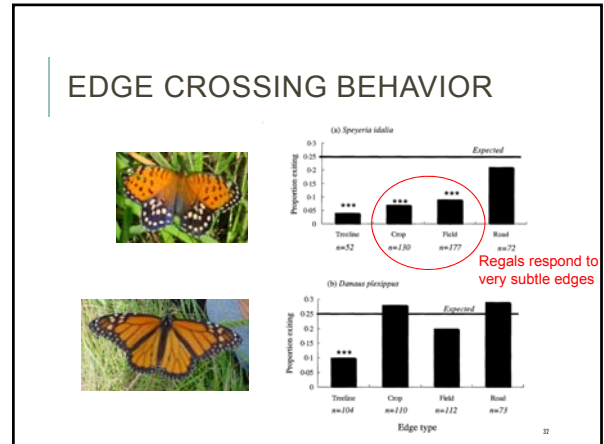 EDGE CROSSING BEHAVIOR
(a) Speyeria idalia
Expected
Proportion exiting
0·3
0·25
0·2
0·15
0·1
0·05
0
***
***
***
Treeline Crop Field Road
n=52 n=130 n=177 n=72
Regals respond to
very subtle edges
(b) Danaus plexippus
Expected
Proportion exiting
0·3
0·25
0·2
0·15
0·1
0·05
0
***
Treeline Crop Field Road
n=104 n=110 n=112 n=73
Edge type
32